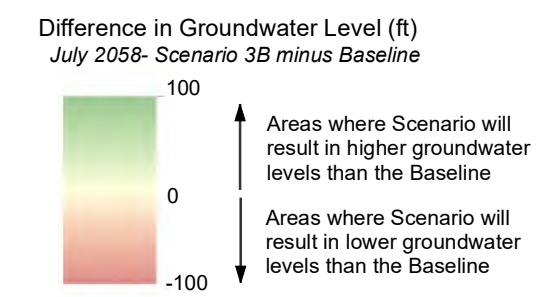 Difference in Groundwater Level (ft)
July 2058- Scenario 3B minus Baseline
100
Areas where Scenario will
result in higher groundwater
levels than the Baseline
0
Areas where Scenario will
result in lower groundwater
levels than the Baseline
-100